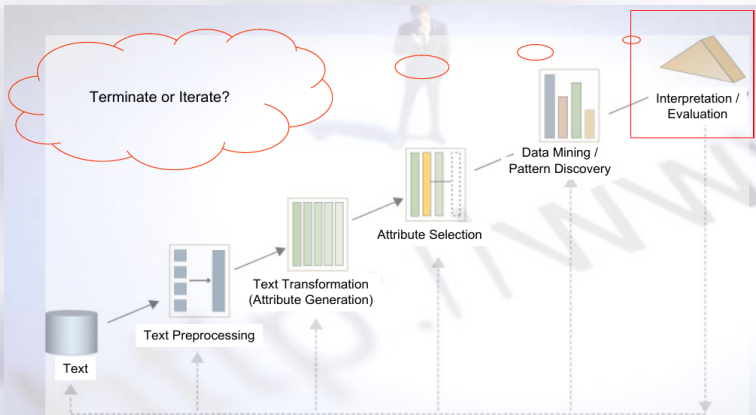 Terminate or Iterate?
Interpretation /
Evaluation
Data Mining /
Pattern Discovery
Attribute Selection
Text Transformation
(Attribute Generation)
Text Preprocessing
Text